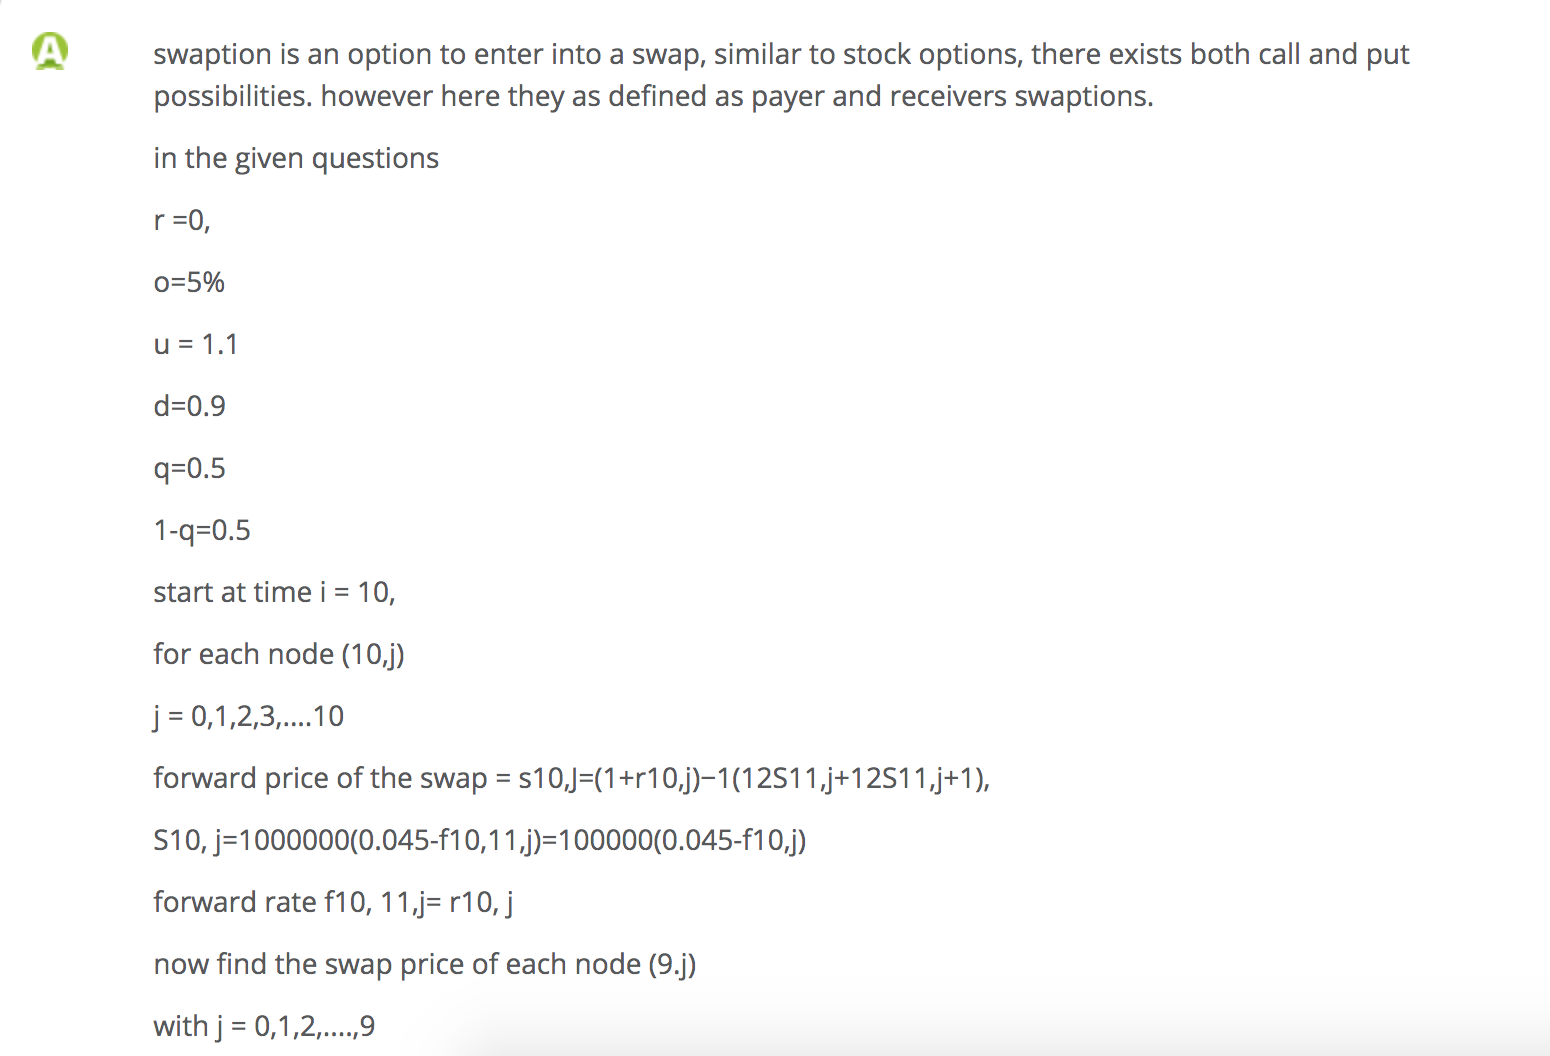 A
swaption is an option to enter into a swap, similar to stock options, there exists both call and put
possibilities. however here they as defined as payer and receivers swaptions.
in the given questions
r =0,
o=5%
u = 1.1
d=0.9
q=0.5
1-q=0.5
start at time i = 10,
for each node (10,j)
j = 0,1,2,3,....10
forward price of the swap = s10,J=(1+r10,j)−1(12S11,j+12S11,j+1),
S10, j=1000000(0.045-f10,11,j)=100000(0.045-f10,j)
forward rate f10, 11,j= r10, j
now find the swap price of each node (9.j)
with j = 0,1,2,....,9